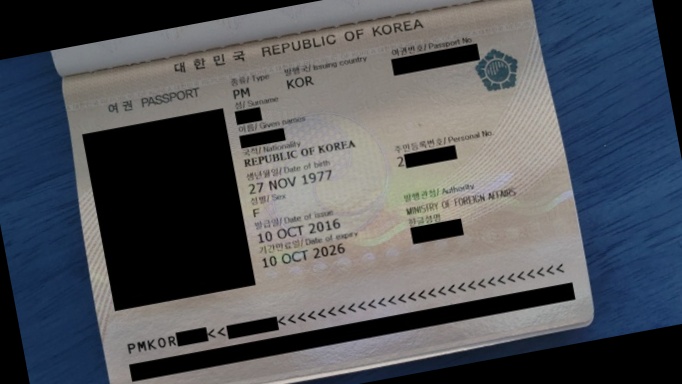 대한민국 REPUBLIC OF KOREA
여권 PASSPORT
종류/ Type 발행국/ Issuing country 여권번호/ Passport No.
PM KOR
성/ Surname
이름/ Given names
국적/ Nationality
REPUBLIC OF KOREA
주민등록번호/ Personal No.
2
생년월일/ Date of birth
27 NOV 1977
성별/ Sex
F
발행관청/ Authority
MINISTRY OF FOREIGN AFFAIRS
발급일/ Date of issue
10 OCT 2016
한글성명
기간만료일/ Date of expiry
10 OCT 2026
PMKOR <<  <<<<<<<<<<<<<<<<<<<<<<<<<<<<<